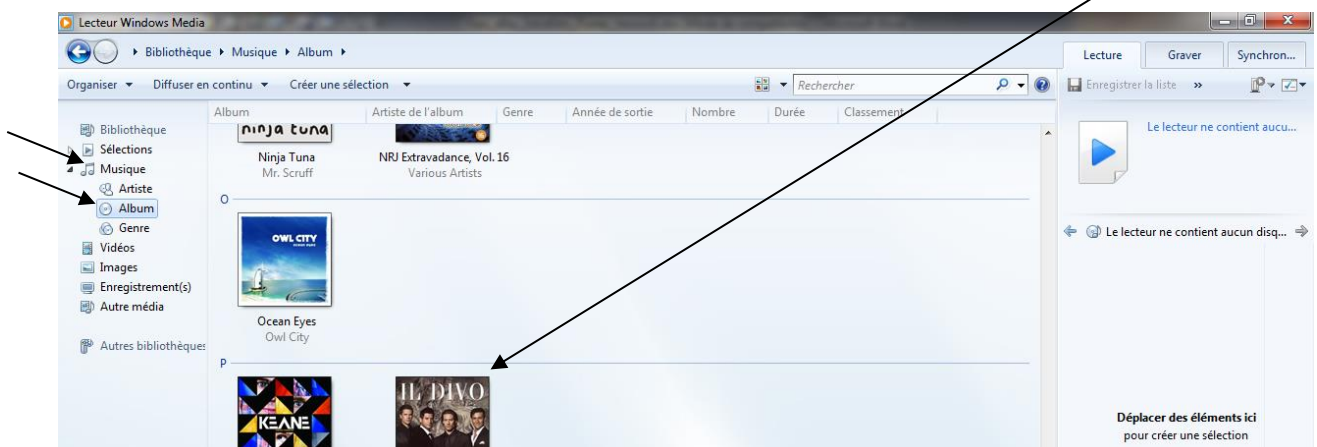 Lecteur Windows Media
Bibliothèque Musique Album
Lecture Graver Synchron...
Organiser Diffuser en continu Créer une sélection Rechercher Enregistrer la liste »
Album Artiste de l'album Genre Année de sortie Nombre Durée Classement
Bibliothèque
Sélections
Musique
Artiste
Album
Genre
Vidéos
Images
Enregistrement(s)
Autre média
Autres bibliothèques
ninja tuna
Ninja Tuna NRJ Extravadance, Vol. 16
Mr. Scruff Various Artists
O
OWL CITY
Ocean Eyes
Owl City
P
KEANE IL DIVO
Le lecteur ne contient aucu...
Le lecteur ne contient aucun disq...
Déplacer des éléments ici
pour créer une sélection